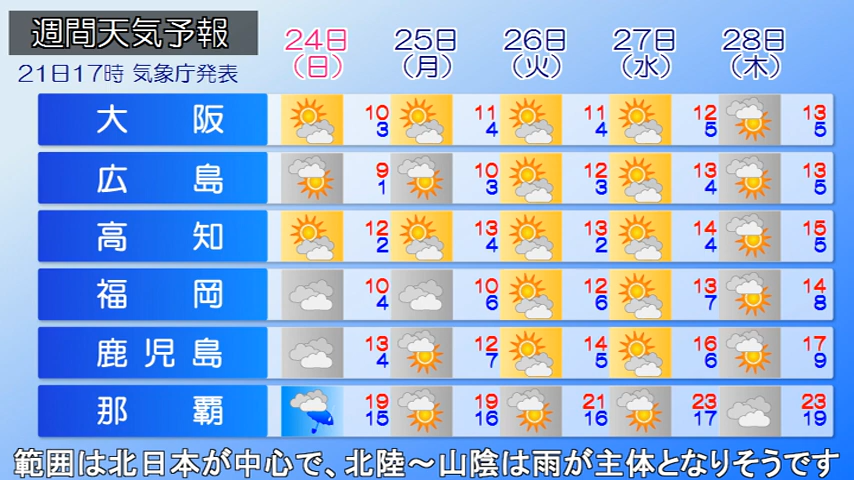 週間天気予報
21日17時 気象庁発表
24日 25日 26日 27日 28日
(日) (月) (火) (水) (木)
大阪 10 3 11 4 11 4 12 5 13 5
広島 9 1 10 3 12 3 13 4 13 5
高知 12 2 13 4 13 2 14 4 15 5
福岡 10 4 10 6 12 6 13 7 14 8
鹿児島 13 4 12 7 14 5 16 6 17 9
那覇 19 15 19 16 21 16 23 17 23 19
範囲は北日本が中心で、北陸～山陰は雨が主体となりそうです